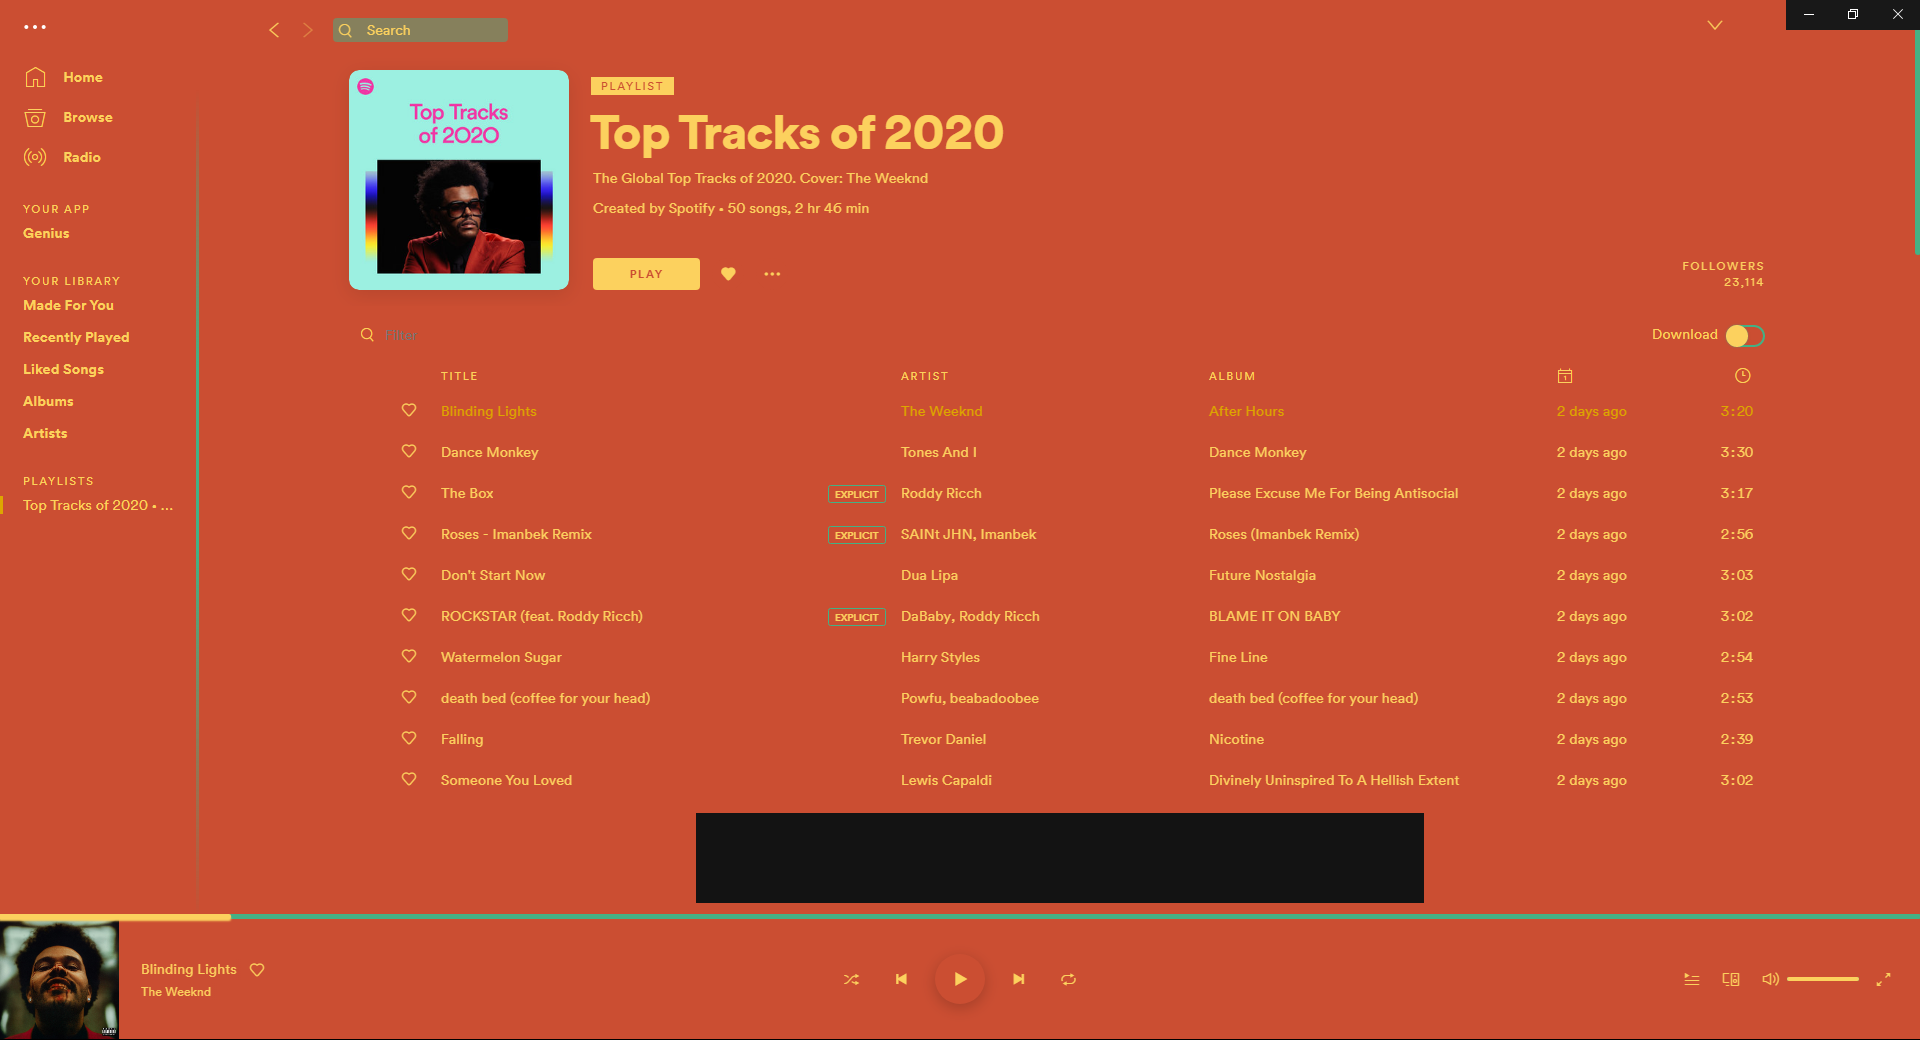 Search
Home
Browse
Radio
YOUR APP
Genius
YOUR LIBRARY
Made For You
Recently Played
Liked Songs
Albums
Artists
PLAYLISTS
Top Tracks of 2020 • ...
Top Tracks
of 2020
PLAYLIST
Top Tracks of 2020
The Global Top Tracks of 2020. Cover: The Weeknd
Created by Spotify • 50 songs, 2 hr 46 min
PLAY
FOLLOWERS
23,114
Filter
Download
TITLE ARTIST ALBUM
Blinding Lights The Weeknd After Hours 2 days ago 3:20
Dance Monkey Tones And I Dance Monkey 2 days ago 3:30
The Box EXPLICIT Roddy Ricch Please Excuse Me For Being Antisocial 2 days ago 3:17
Roses - Imanbek Remix EXPLICIT SAINt JHN, Imanbek Roses (Imanbek Remix) 2 days ago 2:56
Don't Start Now Dua Lipa Future Nostalgia 2 days ago 3:03
ROCKSTAR (feat. Roddy Ricch) EXPLICIT DaBaby, Roddy Ricch BLAME IT ON BABY 2 days ago 3:02
Watermelon Sugar Harry Styles Fine Line 2 days ago 2:54
death bed (coffee for your head) Powfu, beabadoobee death bed (coffee for your head) 2 days ago 2:53
Falling Trevor Daniel Nicotine 2 days ago 2:39
Someone You Loved Lewis Capaldi Divinely Uninspired To A Hellish Extent 2 days ago 3:02
Blinding Lights
The Weeknd